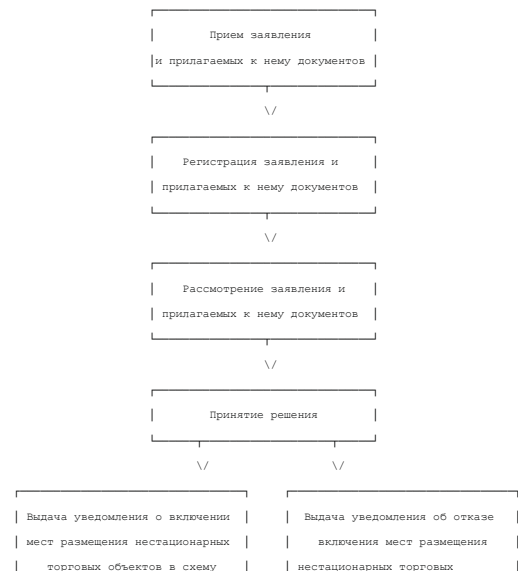 Прием заявления
и прилагаемых к нему документов
Регистрация заявления и
прилагаемых к нему документов
Рассмотрение заявления и
прилагаемых к нему документов
Принятие решения
Выдача уведомления о включении
мест размещения нестационарных
торговых объектов в схему
Выдача уведомления об отказе
включения мест размещения
нестационарных торговых